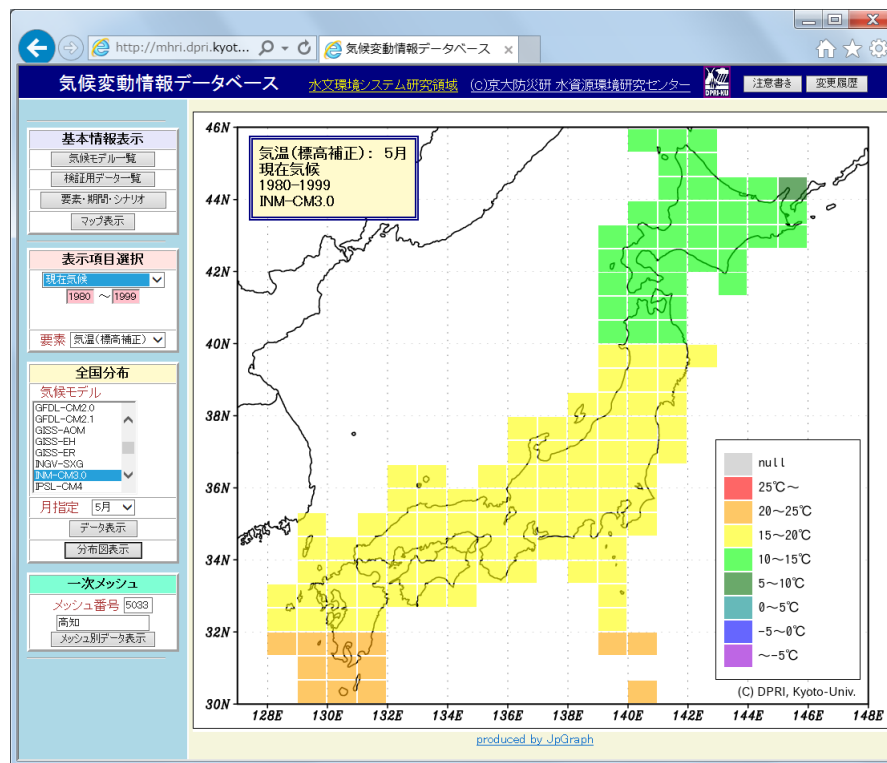 http://mhri.dpri.kyot...
気候変動情報データベース
気候変動情報データベース
水文環境システム研究領域 (c)京大防災研 水資源環境研究センター
DPRI-KU
注意書き
変更履歴
基本情報表示
気候モデル一覧
検証用データ一覧
要素・期間・シナリオ
マップ表示
表示項目選択
現在気候
1980 ～ 1999
要素 気温(標高補正)
全国分布
気候モデル
GFDL-CM2.0
GFDL-CM2.1
GISS-AOM
GISS-EH
GISS-ER
INGV-SXG
INM-CM3.0
IPSL-CM4
月指定 5月
データ表示
分布図表示
一次メッシュ
メッシュ番号 5033
高知
メッシュ別データ表示
気温(標高補正): 5月
現在気候
1980-1999
INM-CM3.0
46N
44N
42N
40N
38N
36N
34N
32N
30N
128E 130E 132E 134E 136E 138E 140E 142E 144E 146E 148E
null
25℃～
20～25℃
15～20℃
10～15℃
5～10℃
0～5℃
-5～0℃
～-5℃
(C) DPRI, Kyoto-Univ.
produced by JpGraph